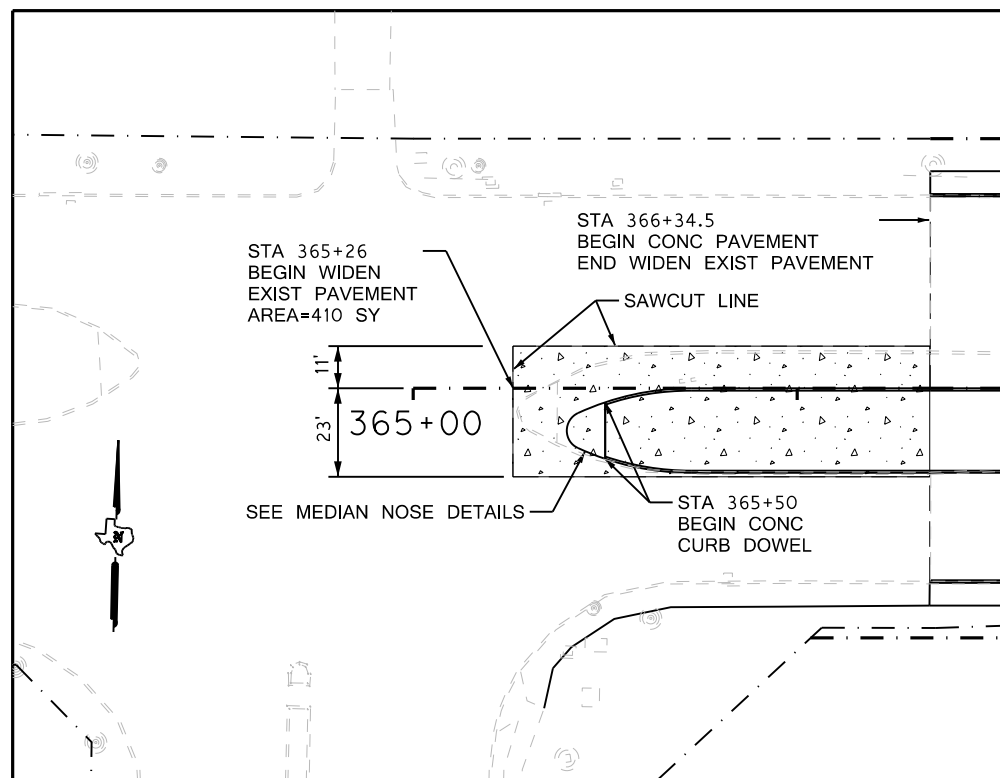 STA 366+34.5
BEGIN CONC PAVEMENT
END WIDEN EXIST PAVEMENT
STA 365+26
BEGIN WIDEN
EXIST PAVEMENT
AREA=410 SY
SAWCUT LINE
11'
23'
365+00
SEE MEDIAN NOSE DETAILS
STA 365+50
BEGIN CONC
CURB DOWEL
N